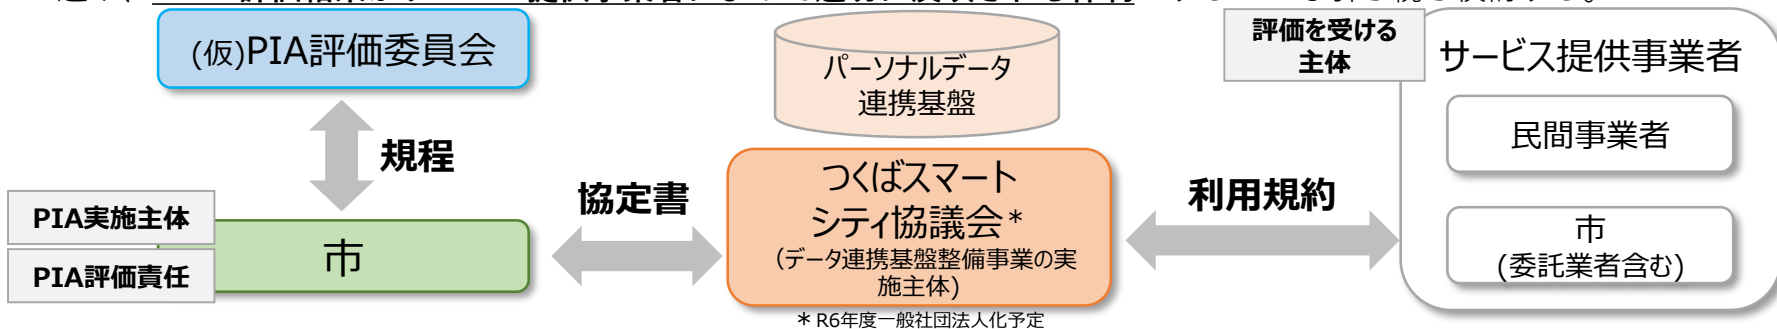 (仮)PIA評価委員会
規程
PIA実施主体
市
PIA評価責任
協定書
パーソナルデータ
連携基盤
つくばスマート
シティ協議会*
(データ連携基盤整備事業の実
施主体)
* R6年度一般社団法人化予定
利用規約
評価を受ける
主体
サービス提供事業者
民間事業者
市
(委託業者含む)